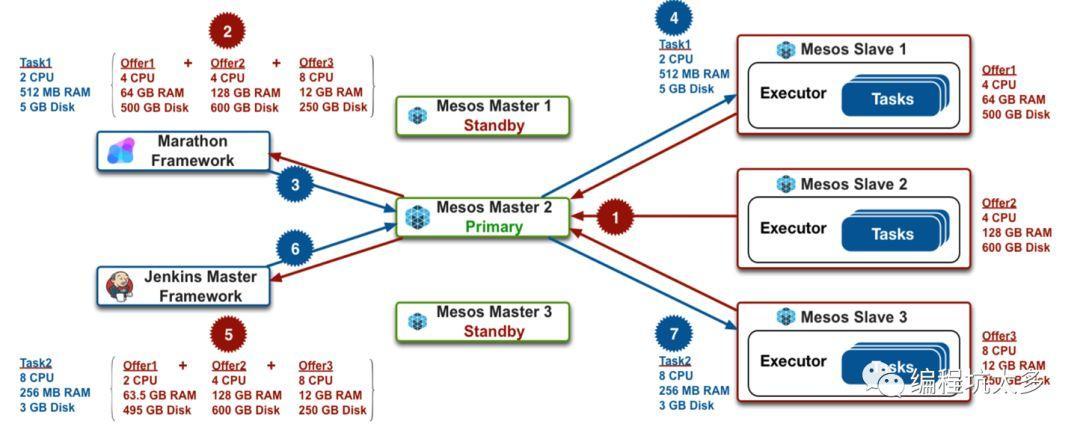 2
Task1
2 CPU
512 MB RAM
5 GB Disk
Offer1 + Offer2 + Offer3
4 CPU 4 CPU 8 CPU
64 GB RAM 128 GB RAM 12 GB RAM
500 GB Disk 600 GB Disk 250 GB Disk
Marathon
Framework
3
6
Jenkins Master
Framework
5
Task2
8 CPU
256 MB RAM
3 GB Disk
Offer1 + Offer2 + Offer3
2 CPU 4 CPU 8 CPU
63.5 GB RAM 128 GB RAM 12 GB RAM
495 GB Disk 600 GB Disk 250 GB Disk
Mesos Master 1
Standby
Mesos Master 2
Primary
Mesos Master 3
Standby
1
4
Task1
2 CPU
512 MB RAM
5 GB Disk
7
Task2
8 CPU
256 MB RAM
3 GB Disk
Mesos Slave 1
Executor
Tasks
Offer1
4 CPU
64 GB RAM
500 GB Disk
Mesos Slave 2
Executor
Tasks
Offer2
4 CPU
128 GB RAM
600 GB Disk
Mesos Slave 3
Executor
Tasks
Offer3
8 CPU
12 GB RAM
250 GB Disk
编程坑太多